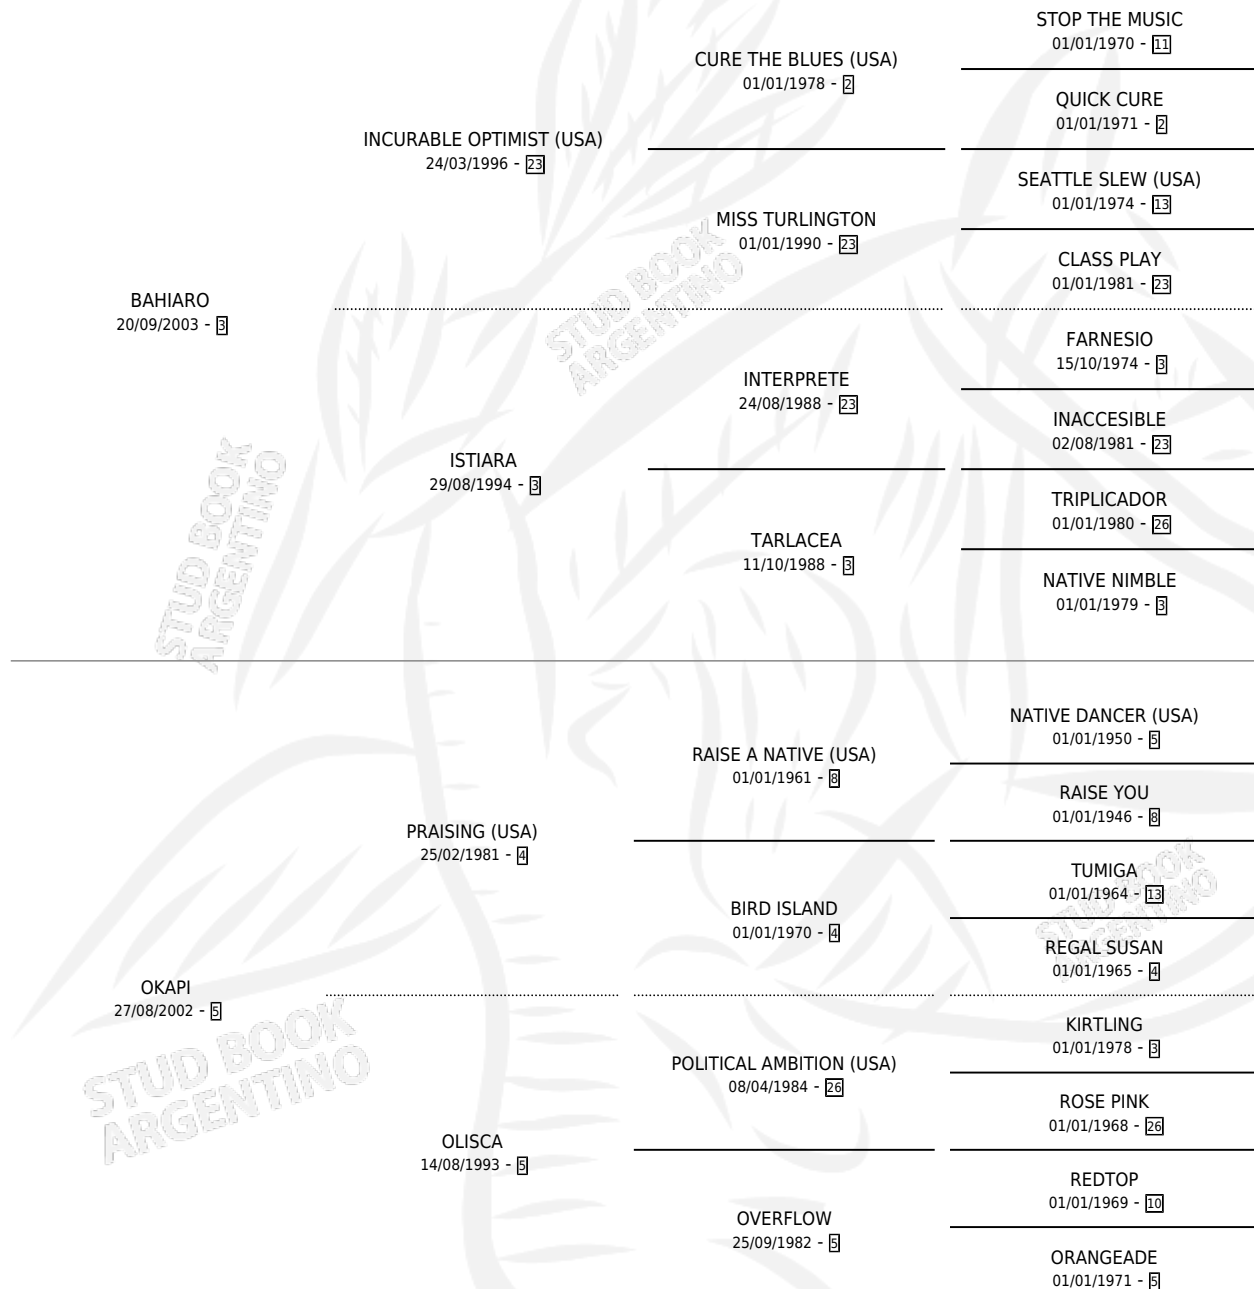 STOP THE MUSIC
01/01/1970 - 11
CURE THE BLUES (USA)
01/01/1978 - 2
QUICK CURE
01/01/1971 - 2
INCURABLE OPTIMIST (USA)
24/03/1996 - 23
SEATTLE SLEW (USA)
01/01/1974 - 13
MISS TURLINGTON
01/01/1990 - 23
CLASS PLAY
01/01/1981 - 23
BAHIARO
20/09/2003 - 3
FARNESIO
15/10/1974 - 3
INTERPRETE
24/08/1988 - 23
INACCESIBLE
02/08/1981 - 23
ISTIARA
29/08/1994 - 3
TRIPLICADOR
01/01/1980 - 26
TARLACEA
11/10/1988 - 3
NATIVE NIMBLE
01/01/1979 - 3
NATIVE DANCER (USA)
01/01/1950 - 5
RAISE A NATIVE (USA)
01/01/1961 - 8
RAISE YOU
01/01/1946 - 8
PRAISING (USA)
25/02/1981 - 4
TUMIGA
01/01/1964 - 13
BIRD ISLAND
01/01/1970 - 4
REGAL SUSAN
01/01/1965 - 4
OKAPI
27/08/2002 - 5
KIRTLING
01/01/1978 - 3
POLITICAL AMBITION (USA)
08/04/1984 - 26
ROSE PINK
01/01/1968 - 26
OLISCA
14/08/1993 - 5
REDTOP
01/01/1969 - 10
OVERFLOW
25/09/1982 - 5
ORANGEADE
01/01/1971 - 5
STUD BOOK
ARGENTINO
STUD BOOK
ARGENTINO
STUD BOOK
ARGENTINO
STUD BOOK
ARGENTINO